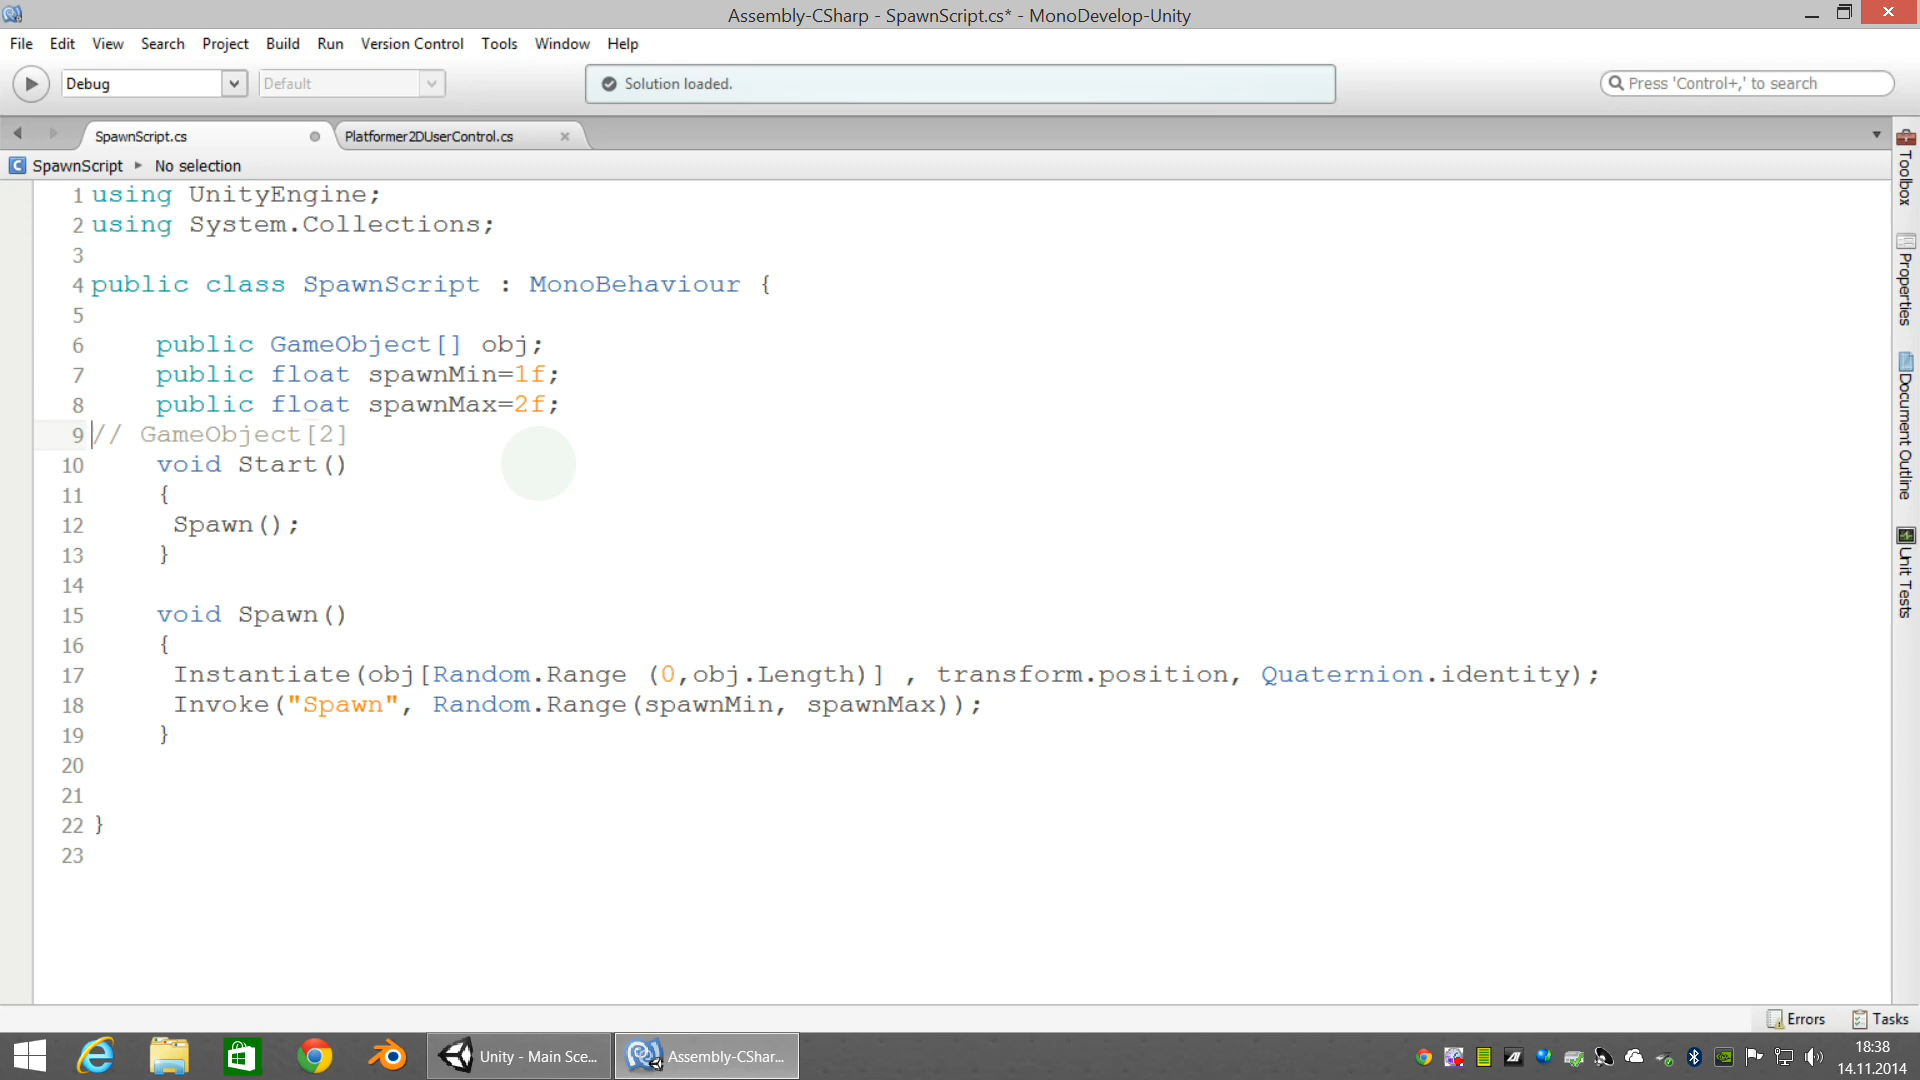 Assembly-CSharp - SpawnScript.cs* - MonoDevelop-Unity
File Edit View Search Project Build Run Version Control Tools Window Help
Debug Default Solution loaded. Press 'Control+,' to search
SpawnScript.cs Platformer2DUserControl.cs
SpawnScript No selection
1 using UnityEngine;
2 using System.Collections;
3
4 public class SpawnScript : MonoBehaviour {
5
6 public GameObject[] obj;
7 public float spawnMin=1f;
8 public float spawnMax=2f;
9 // GameObject[2]
10 void Start()
11 {
12 Spawn();
13 }
14
15 void Spawn()
16 {
17 Instantiate(obj[Random.Range (0,obj.Length)] , transform.position, Quaternion.identity);
18 Invoke("Spawn", Random.Range(spawnMin, spawnMax));
19 }
20
21
22 }
23
Toolbox
Properties
Document Outline
Unit Tests
Errors Tasks
Unity - Main Sce... Assembly-CShar...
18:38
14.11.2014